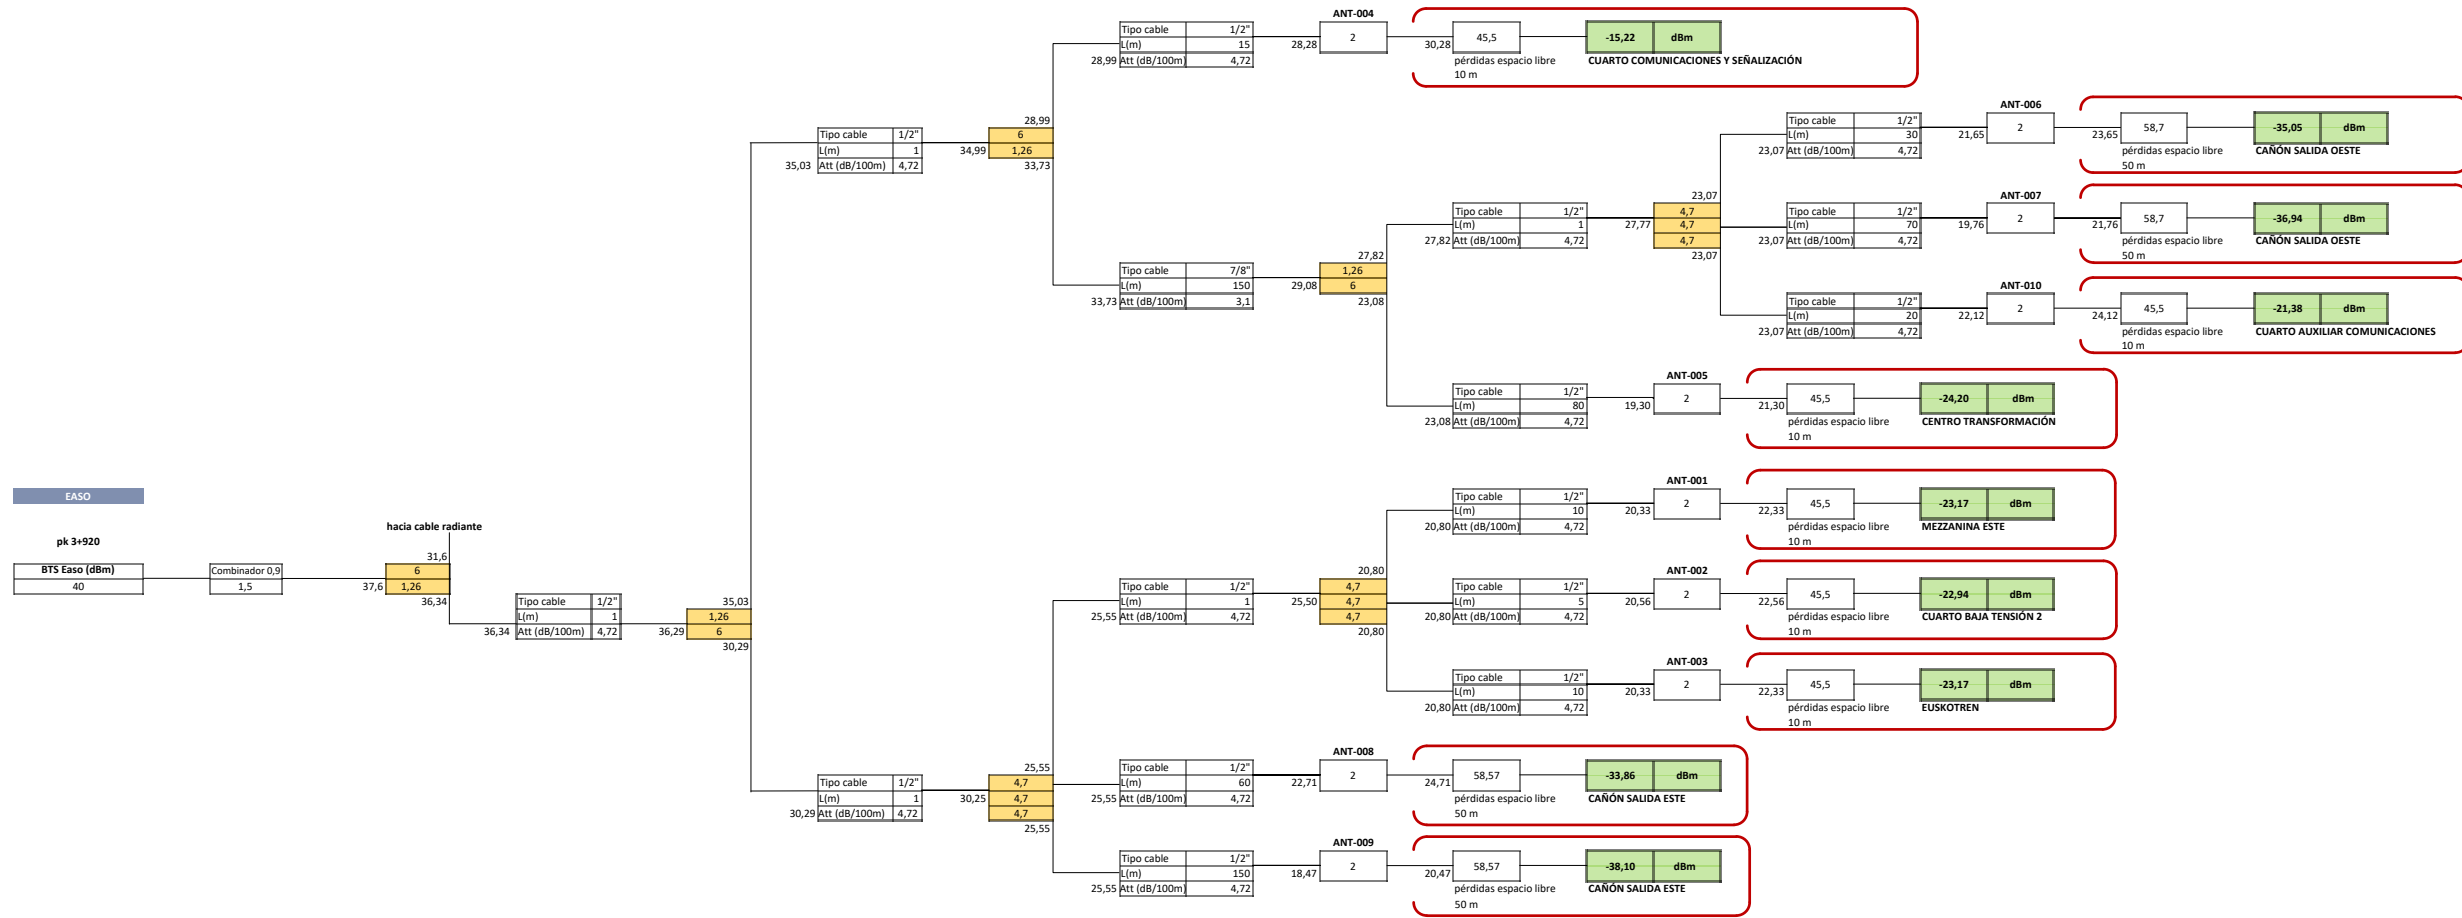 EASO
pk 3+920
BTS Easo (dBm)
40
Combinador 0,9
1,5
hacia cable radiante
31,6
37,6
6
1,26
36,34
36,34
Tipo cable 1/2"
L(m) 1
Att (dB/100m) 4,72
36,29
35,03
1,26
6
30,29
35,03
Tipo cable 1/2"
L(m) 1
Att (dB/100m) 4,72
34,99
28,99
6
1,26
33,73
28,99
Tipo cable 1/2"
L(m) 15
Att (dB/100m) 4,72
28,28
ANT-004
2
30,28
45,5
pérdidas espacio libre
10 m
-15,22 dBm
CUARTO COMUNICACIONES Y SEÑALIZACIÓN
33,73
Tipo cable 7/8"
L(m) 150
Att (dB/100m) 3,1
29,08
27,82
1,26
6
23,08
27,82
Tipo cable 1/2"
L(m) 1
Att (dB/100m) 4,72
27,77
23,07
4,7
4,7
4,7
23,07
23,07
Tipo cable 1/2"
L(m) 30
Att (dB/100m) 4,72
21,65
ANT-006
2
23,65
58,7
pérdidas espacio libre
50 m
-35,05 dBm
CAÑÓN SALIDA OESTE
23,07
Tipo cable 1/2"
L(m) 70
Att (dB/100m) 4,72
19,76
ANT-007
2
21,76
58,7
pérdidas espacio libre
50 m
-36,94 dBm
CAÑÓN SALIDA OESTE
23,07
Tipo cable 1/2"
L(m) 20
Att (dB/100m) 4,72
22,12
ANT-010
2
24,12
45,5
pérdidas espacio libre
10 m
-21,38 dBm
CUARTO AUXILIAR COMUNICACIONES
23,08
Tipo cable 1/2"
L(m) 80
Att (dB/100m) 4,72
19,30
ANT-005
2
21,30
45,5
pérdidas espacio libre
10 m
-24,20 dBm
CENTRO TRANSFORMACIÓN
30,29
Tipo cable 1/2"
L(m) 1
Att (dB/100m) 4,72
30,25
25,55
4,7
4,7
4,7
25,55
25,55
Tipo cable 1/2"
L(m) 1
Att (dB/100m) 4,72
25,50
20,80
4,7
4,7
4,7
20,80
20,80
Tipo cable 1/2"
L(m) 10
Att (dB/100m) 4,72
20,33
ANT-001
2
22,33
45,5
pérdidas espacio libre
10 m
-23,17 dBm
MEZZANINA ESTE
20,80
Tipo cable 1/2"
L(m) 5
Att (dB/100m) 4,72
20,56
ANT-002
2
22,56
45,5
pérdidas espacio libre
10 m
-22,94 dBm
CUARTO BAJA TENSIÓN 2
20,80
Tipo cable 1/2"
L(m) 10
Att (dB/100m) 4,72
20,33
ANT-003
2
22,33
45,5
pérdidas espacio libre
10 m
-23,17 dBm
EUSKOTREN
25,55
Tipo cable 1/2"
L(m) 60
Att (dB/100m) 4,72
22,71
ANT-008
2
24,71
58,57
pérdidas espacio libre
50 m
-33,86 dBm
CAÑÓN SALIDA ESTE
25,55
Tipo cable 1/2"
L(m) 150
Att (dB/100m) 4,72
18,47
ANT-009
2
20,47
58,57
pérdidas espacio libre
50 m
-38,10 dBm
CAÑÓN SALIDA ESTE